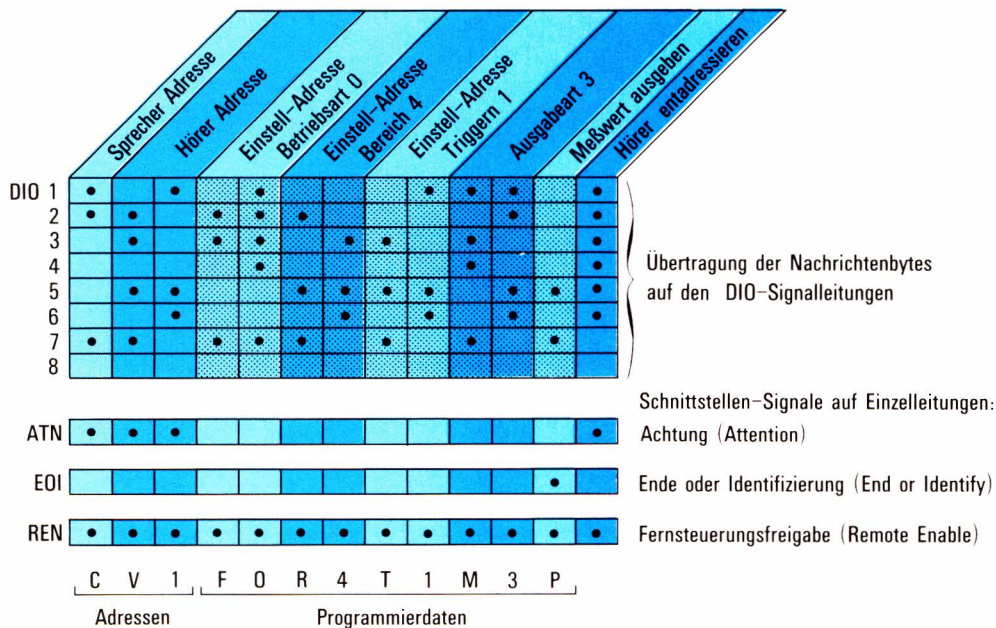 Sprecher Adresse
Hörer Adresse
Einstell-Adresse
Betriebsart 0
Einstell-Adresse
Bereich 4
Einstell-Adresse
Triggern 1
Ausgabeart 3
Meßwert ausgeben
Hörer entadressieren
DIO 1
2
3
4
5
6
7
8
Übertragung der Nachrichtenbytes
auf den DIO-Signalleitungen
Schnittstellen-Signale auf Einzelleitungen:
ATN
Achtung (Attention)
EOI
Ende oder Identifizierung (End or Identify)
REN
Fernsteuerungsfreigabe (Remote Enable)
C V 1 F O R 4 T 1 M 3 P
Adressen Programmierdaten